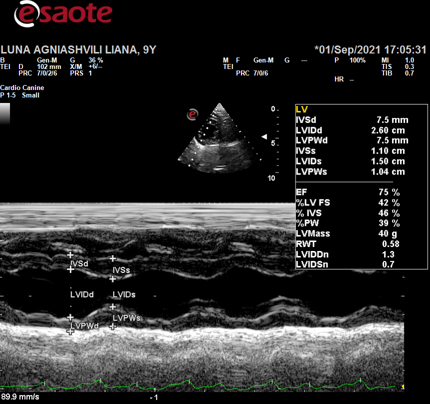 esaote
LUNA AGNIASHVILI LIANA, 9Y *01/Sep/2021 17:05:31
B Gen-M G 36 % M F Gen-M G --- P 100% MI 1.0
TEI D 102 mm X/M +6/-- TEI PRC 7/0/6 TIS 0.3
PRC 7/0/2/6 PRS 1 TIB 0.7
HR --
Cardio Canine
P 1-5 Small
e
0
5
10
LV
IVSd 7.5 mm
LVIDd 2.60 cm
LVPWd 7.5 mm
IVSs 1.10 cm
LVIDs 1.50 cm
LVPWs 1.04 cm
EF 75 %
%LV FS 42 %
% IVS 46 %
%PW 39 %
LVMass 40 g
RWT 0.58
LVIDDn 1.3
LVIDSn 0.7
IVSd IVSs
LVIDd LVIDs
LVPWd LVPWs
89.9 mm/s -1